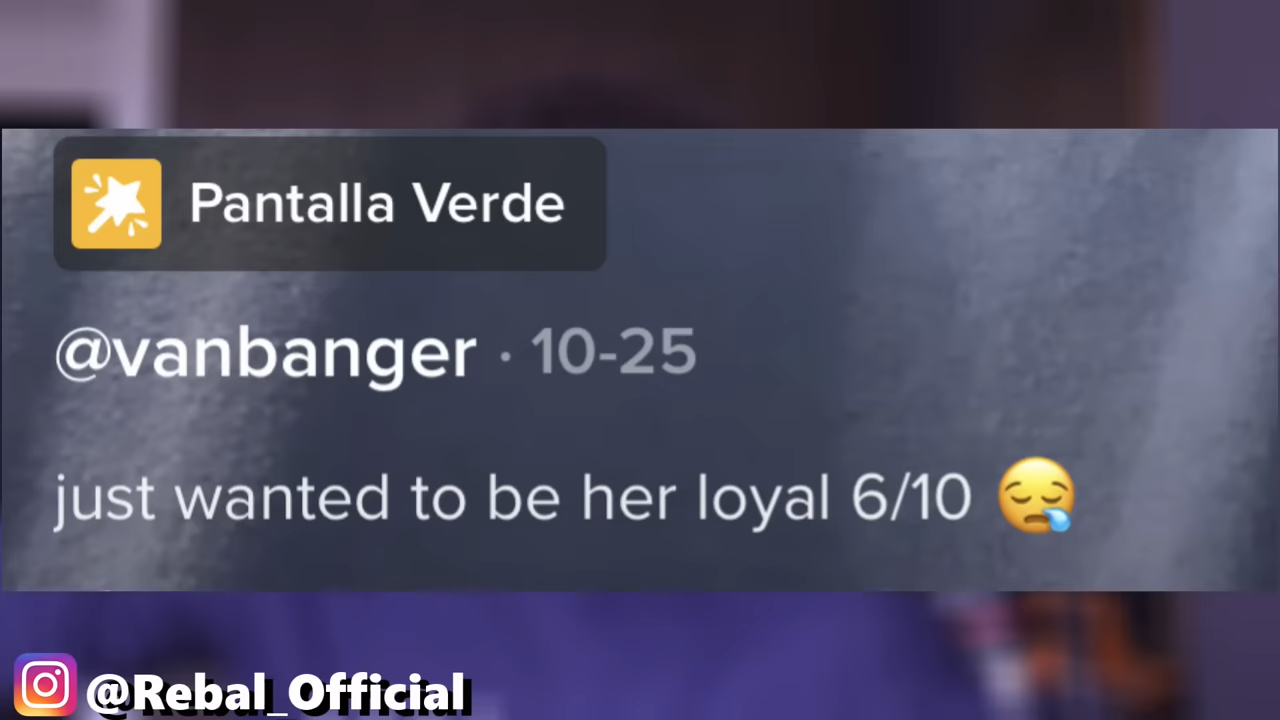 Pantalla Verde
@vanbanger · 10-25
just wanted to be her loyal 6/10 😪
@Rebal_Official